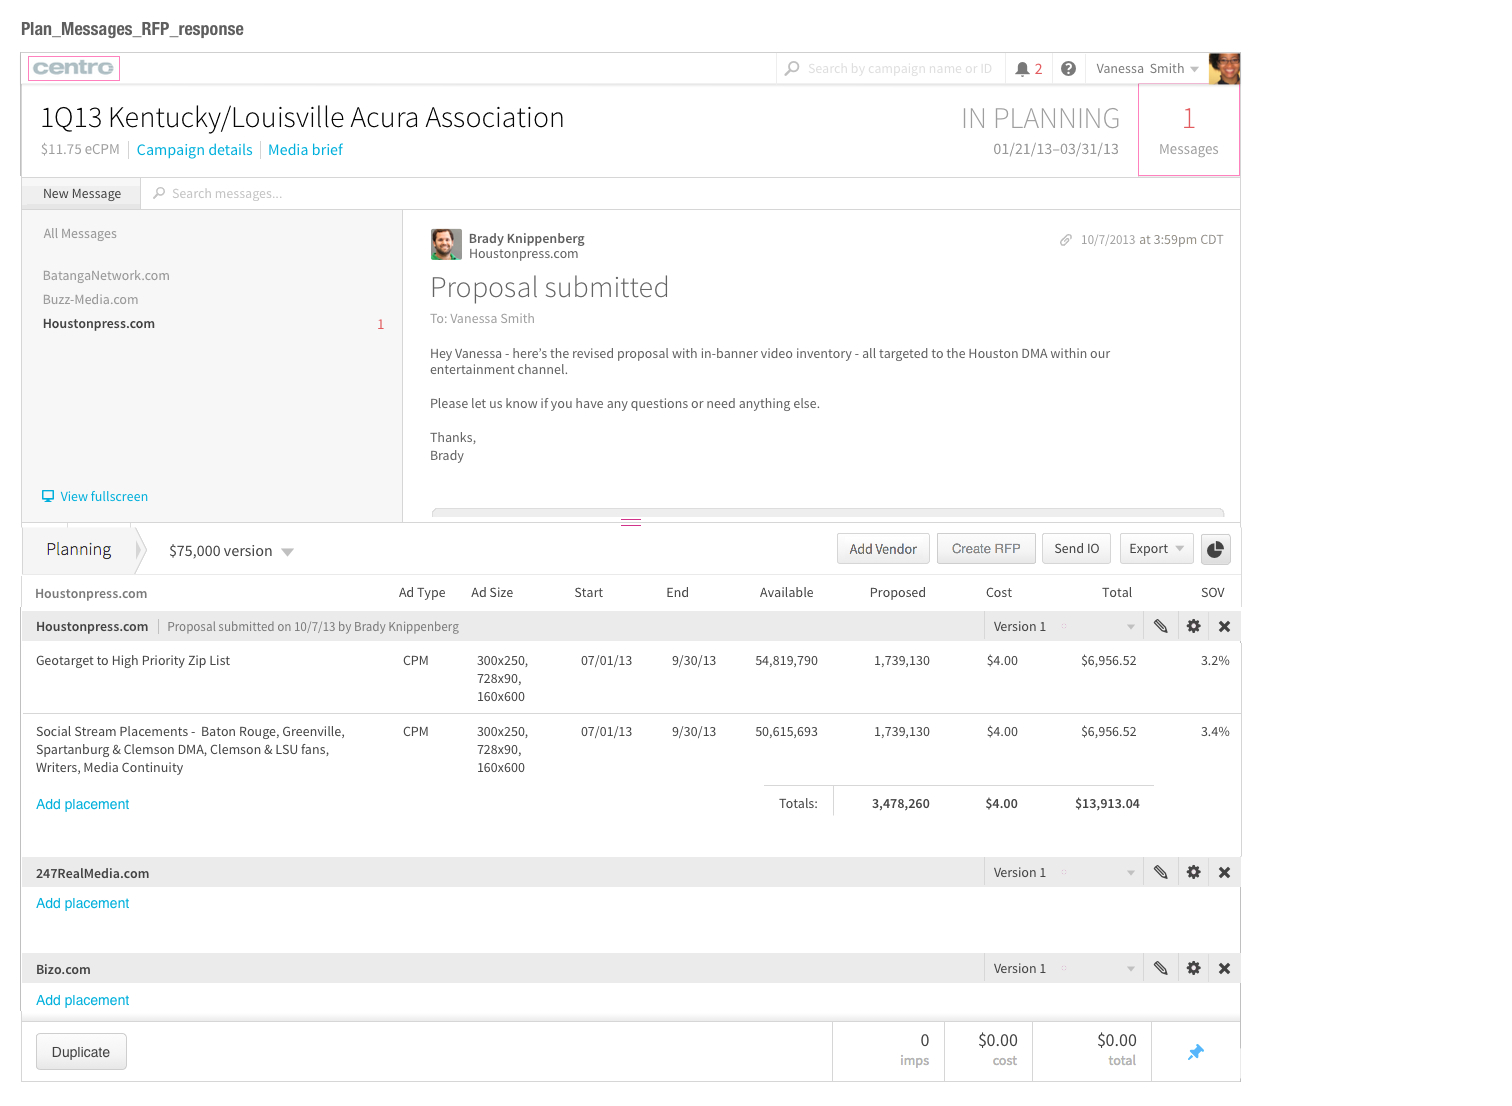 Plan_Messages_RFP_response
centro
Search by campaign name or ID
2
Vanessa Smith
1Q13 Kentucky/Louisville Acura Association
IN PLANNING
1
$11.75 eCPM
Campaign details
Media brief
01/21/13–03/31/13
Messages
New Message
Search messages...
All Messages
BatangaNetwork.com
Buzz-Media.com
Houstonpress.com
1
View fullscreen
Brady Knippenberg
10/7/2013 at 3:59pm CDT
Houstonpress.com
Proposal submitted
To: Vanessa Smith
Hey Vanessa - here's the revised proposal with in-banner video inventory - all targeted to the Houston DMA within our
entertainment channel.
Please let us know if you have any questions or need anything else.
Thanks,
Brady
Planning
$75,000 version
Add Vendor
Create RFP
Send IO
Export
Houstonpress.com Ad Type Ad Size Start End Available Proposed Cost Total SOV
Houstonpress.com Proposal submitted on 10/7/13 by Brady Knippenberg Version 1
Geotarget to High Priority Zip List CPM 300x250, 07/01/13 9/30/13 54,819,790 1,739,130 $4.00 $6,956.52 3.2%
728x90,
160x600
Social Stream Placements - Baton Rouge, Greenville, CPM 300x250, 07/01/13 9/30/13 50,615,693 1,739,130 $4.00 $6,956.52 3.4%
Spartanburg & Clemson DMA, Clemson & LSU fans, 728x90,
Writers, Media Continuity 160x600
Add placement Totals: 3,478,260 $4.00 $13,913.04
247RealMedia.com Version 1
Add placement
Bizo.com Version 1
Add placement
Duplicate
0 $0.00 $0.00
imps cost total